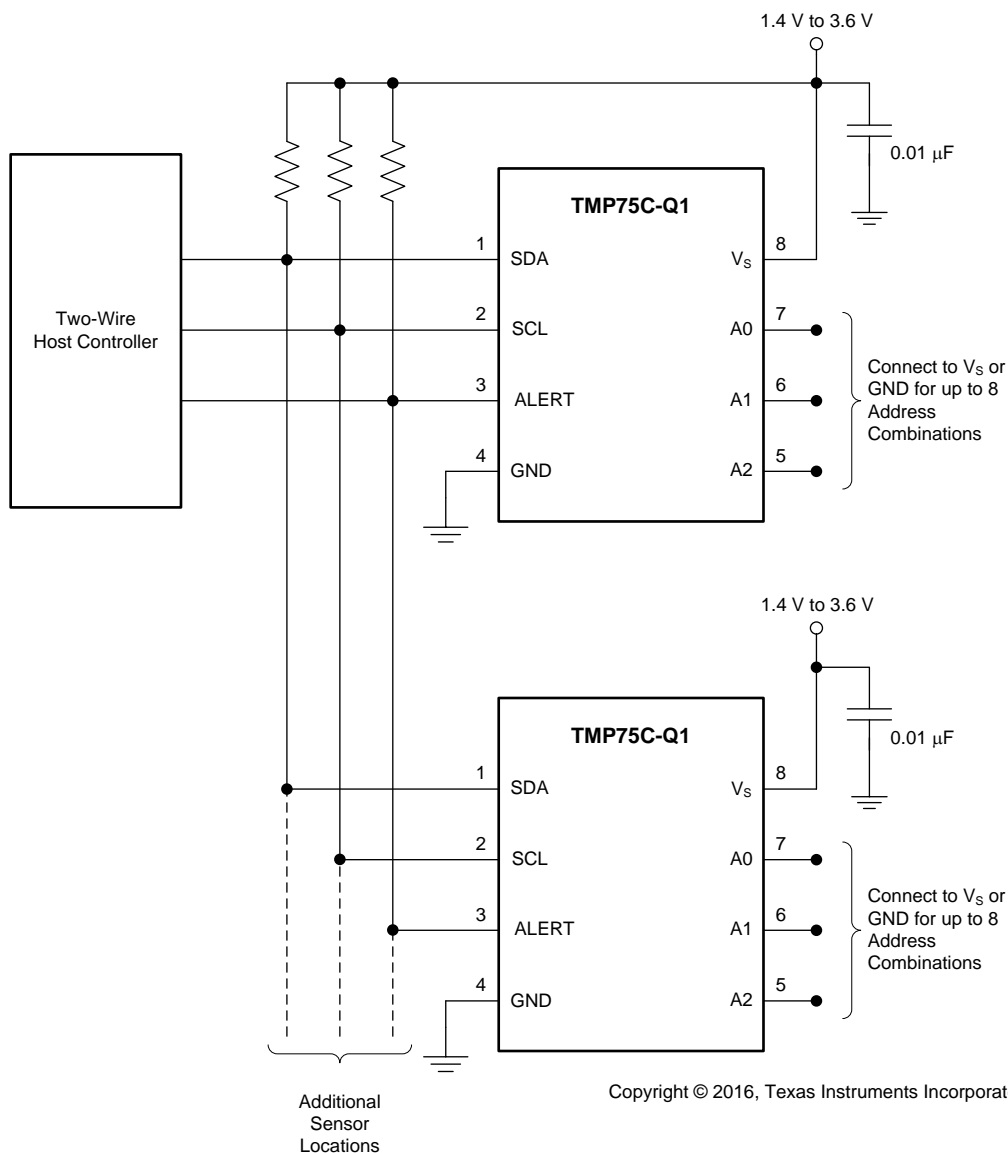 1.4 V to 3.6 V
0.01 μF
TMP75C-Q1
Two-Wire
Host Controller
1
SDA
2
SCL
3
ALERT
4
GND
8
VS
7
A0
6
A1
5
A2
Connect to VS or
GND for up to 8
Address
Combinations
1.4 V to 3.6 V
0.01 μF
TMP75C-Q1
1
SDA
2
SCL
3
ALERT
4
GND
8
VS
7
A0
6
A1
5
A2
Connect to VS or
GND for up to 8
Address
Combinations
Additional
Sensor
Locations
Copyright © 2016, Texas Instruments Incorporat